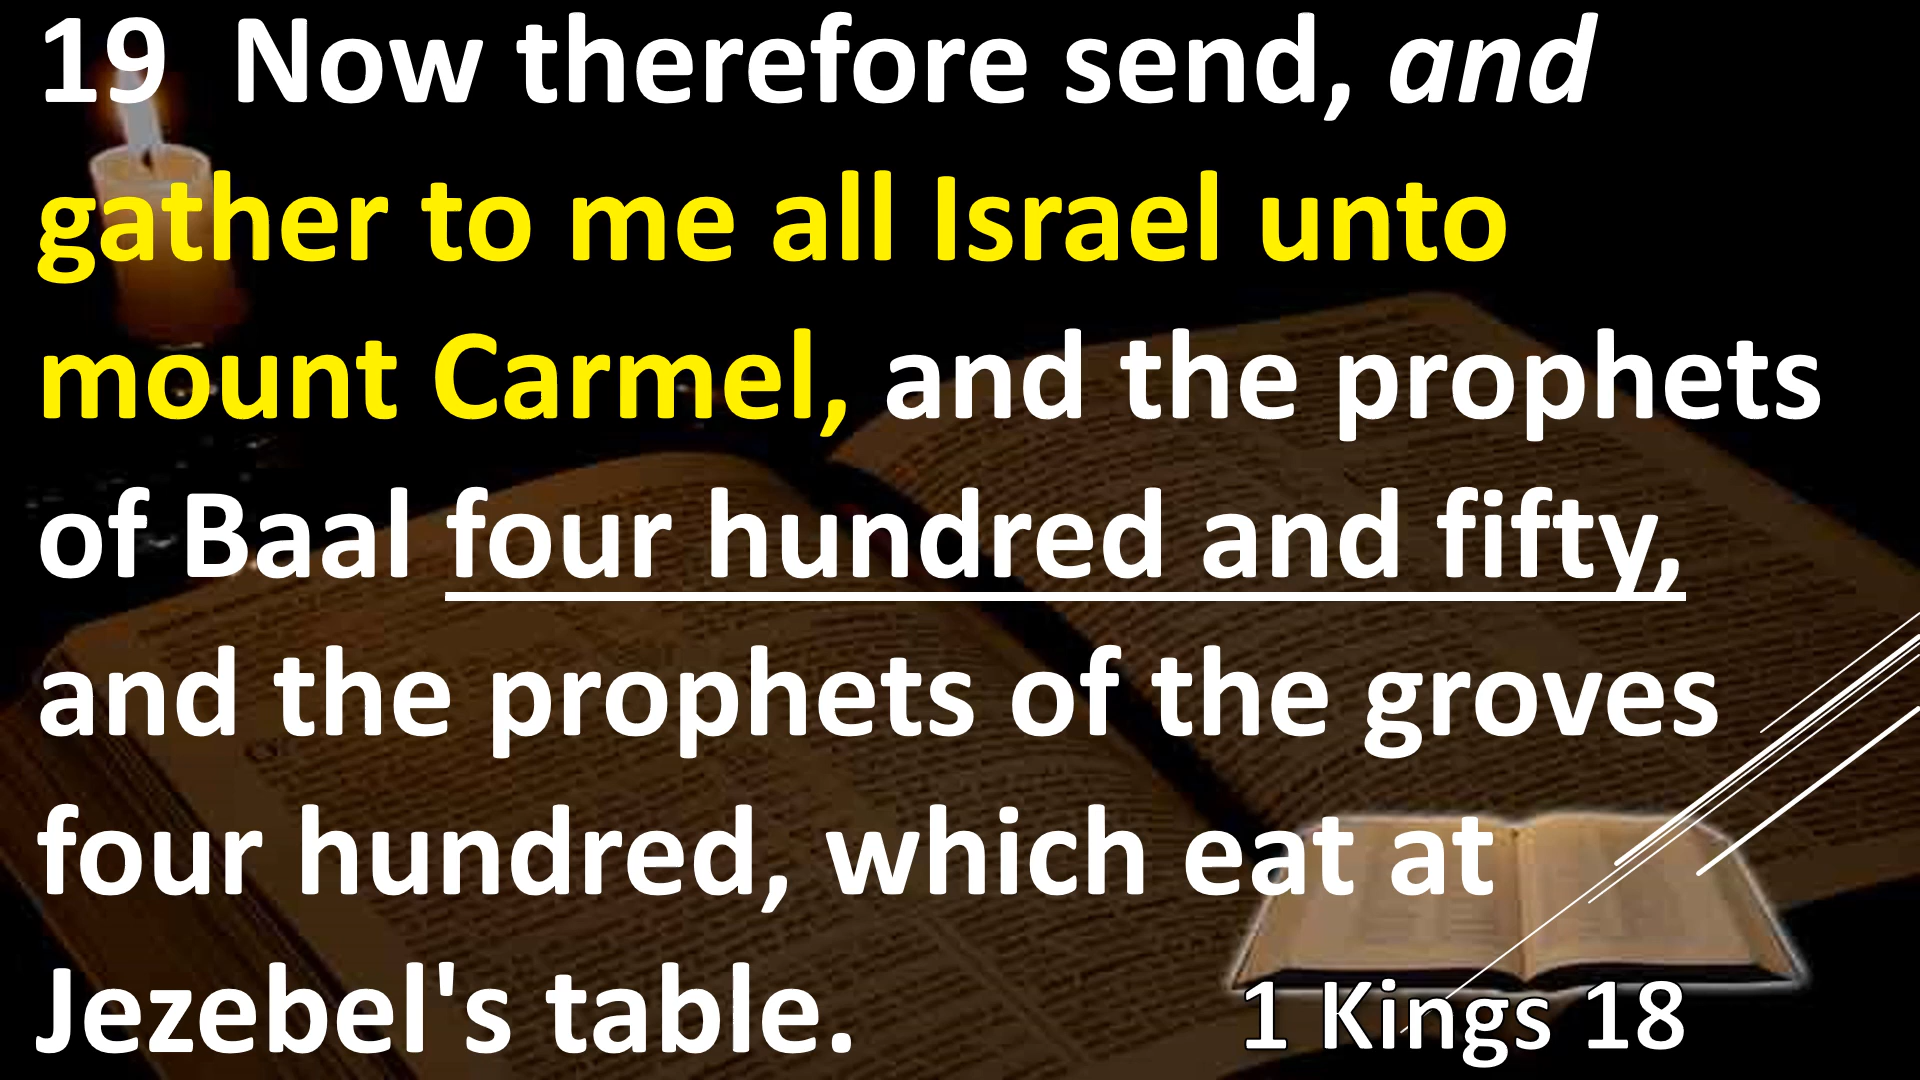 19 Now therefore send, and
gather to me all Israel unto
mount Carmel, and the prophets
of Baal four hundred and fifty,
and the prophets of the groves
four hundred, which eat at
Jezebel's table.
1 Kings 18